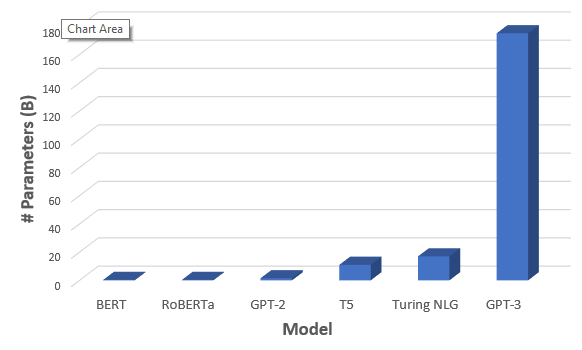 Chart Area
# Parameters (B)
180
160
140
120
100
80
60
40
20
0
BERT RoBERTa GPT-2 T5 Turing NLG GPT-3
Model